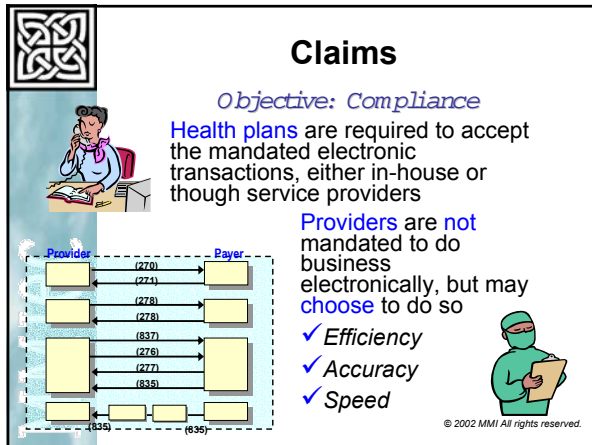 Claims
Objective: Compliance
Health plans are required to accept
the mandated electronic
transactions, either in-house or
though service providers
Providers are not
mandated to do
business
electronically, but may
choose to do so
✓Efficiency
✓Accuracy
✓Speed
Provider Payer
(270)
(271)
(278)
(278)
(837)
(276)
(277)
(835)
(835) (835)
© 2002 MMI All rights reserved.